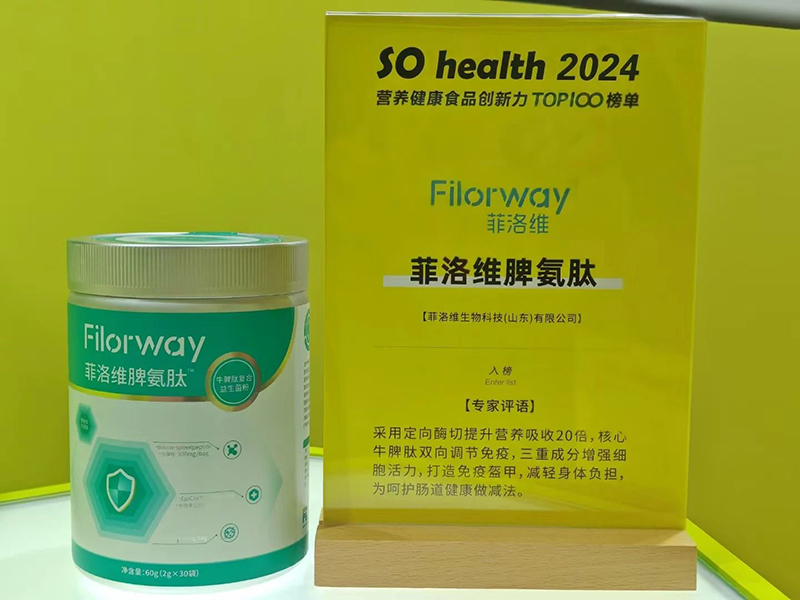 SO health 2024
营养健康食品创新力TOP100榜单
Filorway
菲洛维
菲洛维脾氨肽
【菲洛维生物科技(山东)有限公司】
入榜
Enter list
【专家评语】
采用定向酶切提升营养吸收20倍,核心
牛脾肽双向调节免疫,三重成分增强细
胞活力,打造免疫盔甲,减轻身体负担,
为呵护肠道健康做减法。
Filorway
菲洛维脾氨肽™
牛脾肽复合
益生菌粉
净含量:60g(2g×30袋)